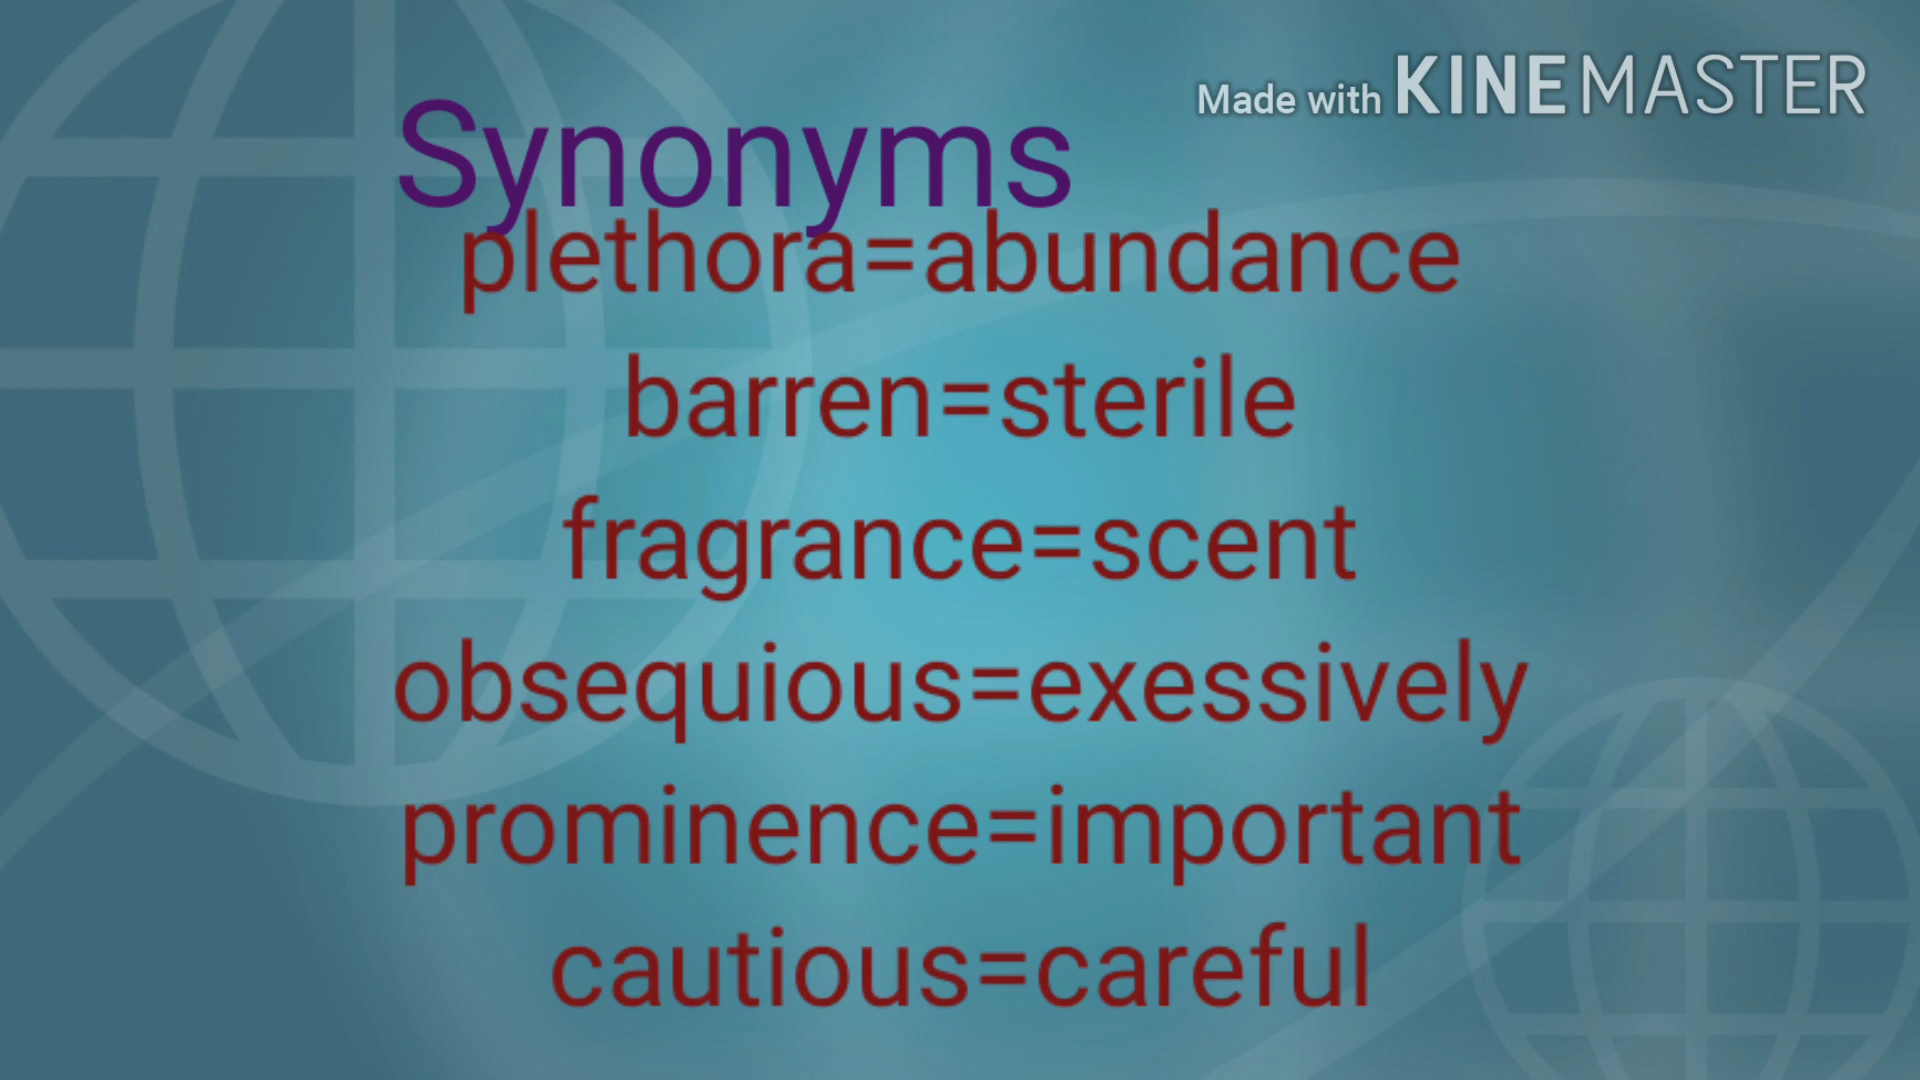 Made with KINEMASTER
Synonyms
plethora=abundance
barren=sterile
fragrance=scent
obsequious=exessively
prominence=important
cautious=careful